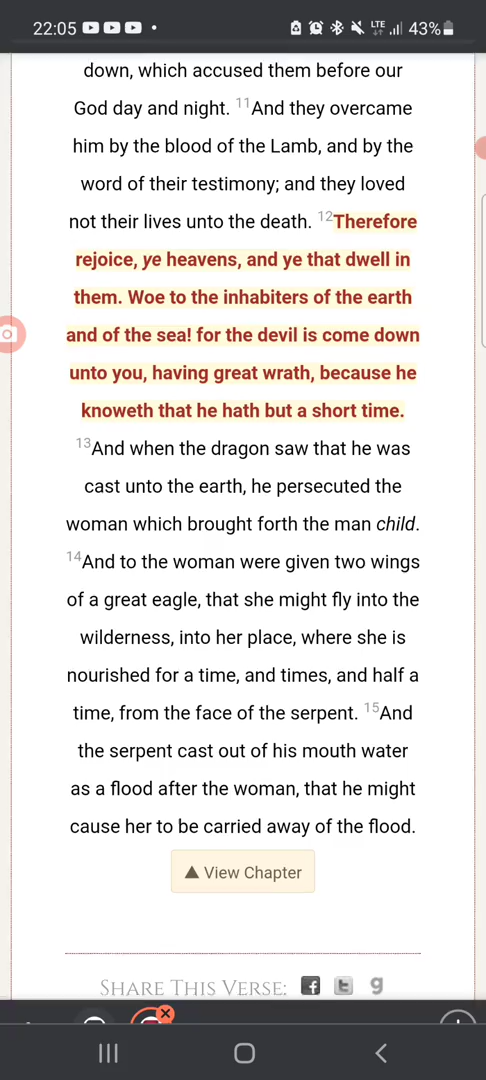 22:05 LTE 43%
down, which accused them before our
God day and night. 11And they overcame
him by the blood of the Lamb, and by the
word of their testimony; and they loved
not their lives unto the death. 12Therefore
rejoice, ye heavens, and ye that dwell in
them. Woe to the inhabiters of the earth
and of the sea! for the devil is come down
unto you, having great wrath, because he
knoweth that he hath but a short time.
13And when the dragon saw that he was
cast unto the earth, he persecuted the
woman which brought forth the man child.
14And to the woman were given two wings
of a great eagle, that she might fly into the
wilderness, into her place, where she is
nourished for a time, and times, and half a
time, from the face of the serpent. 15And
the serpent cast out of his mouth water
as a flood after the woman, that he might
cause her to be carried away of the flood.
▲ View Chapter
SHARE THIS VERSE: f t g